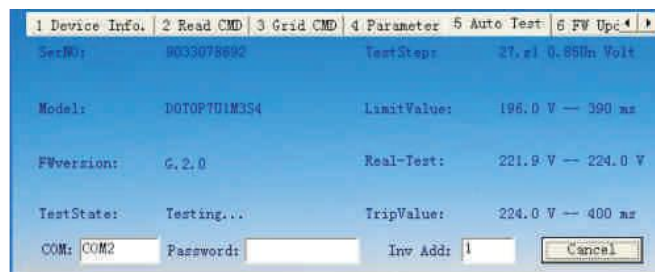 1 Device Info. 2 Read CMD 3 Grid CMD 4 Parameter 5 Auto Test 6 FW Upd
SerNO: 9033078692 TestStep: 27.s1 0.85Un Volt
Model: DOTOP7U1M3S4 LimitValue: 196.0 V -- 390 ms
FWversion: G.2.0 Real-Test: 221.9 V -- 224.0 V
TestState: Testing... TripValue: 224.0 V -- 400 ms
COM: COM2 Password: Inv Add: 1 Cancel